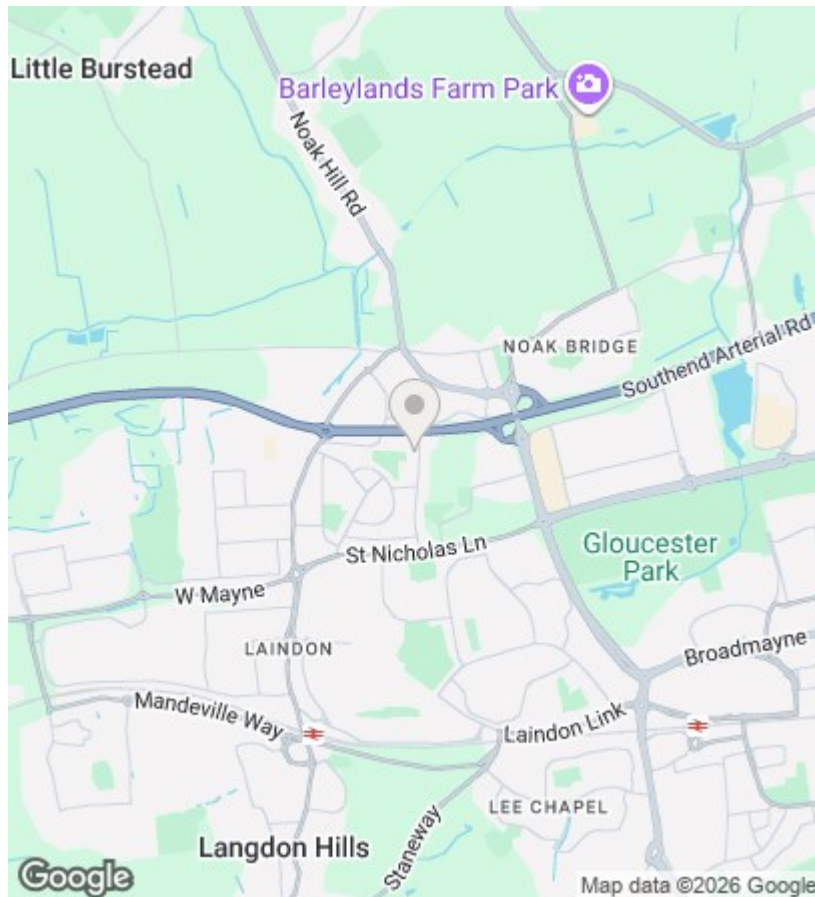 Little Burstead
Barleylands Farm Park
Noak Hill Rd
NOAK BRIDGE
Southend Arterial Rd
St Nicholas Ln
Gloucester
Park
W Mayne
LAINDON
Broadmayne
Mandeville Way
Laindon Link
LEE CHAPEL
Staneway
Langdon Hills
Google
Map data ©2026 Google